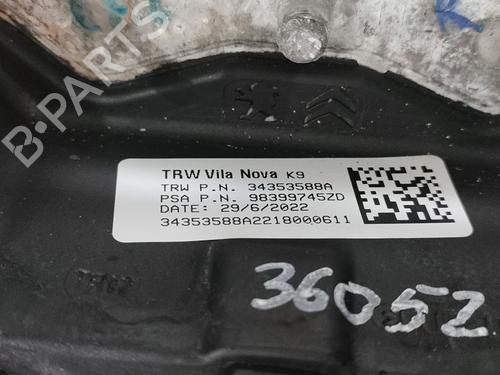 B-PARTS
TRW Vila Nova K9
TRW P.N. 34353588A
PSA P.N. 98399745ZD
DATE: 29/6/2022
34353588A2218000611
36052